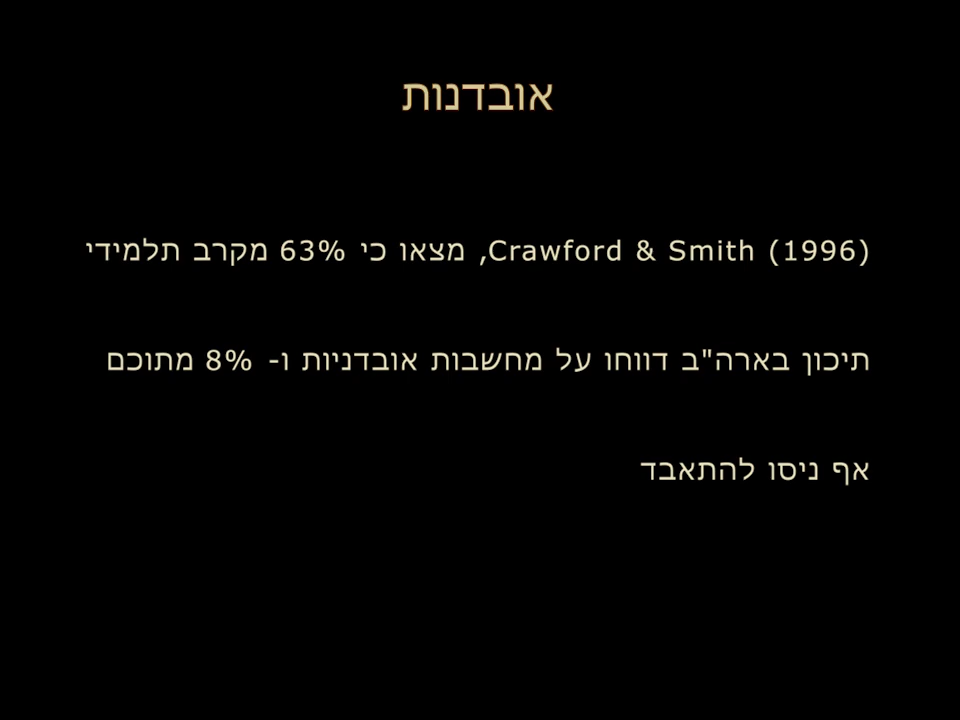 אובדנות
Crawford & Smith (1996), מצאו כי 63% מקרב תלמידי
תיכון בארה"ב דווחו על מחשבות אובדניות ו- 8% מתוכם
אף ניסו להתאבד